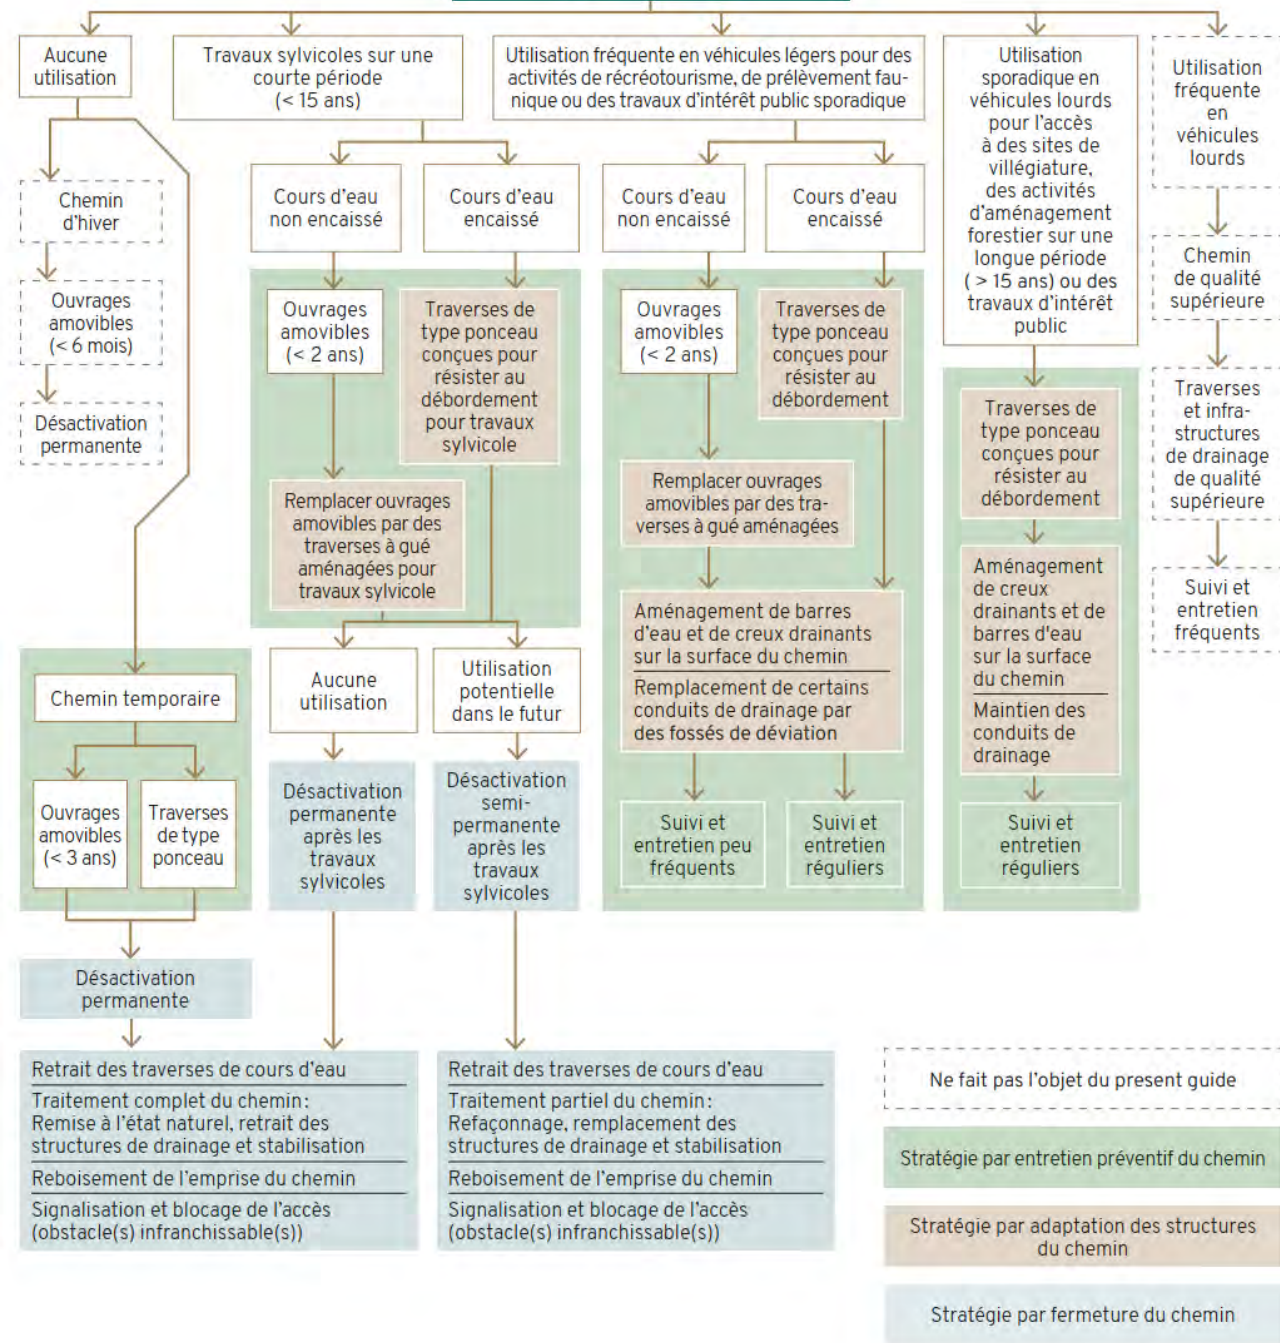 Aucune
utilisation
Travaux sylvicoles sur une
courte période
(< 15 ans)
Utilisation fréquente en véhicules légers pour des
activités de récréotourisme, de prélèvement fau-
nique ou des travaux d'intérêt public sporadique
Utilisation
sporadique en
véhicules lourds
pour l'accès
à des sites de
villégiature,
des activités
d'aménagement
forestier sur une
longue période
( > 15 ans) ou des
travaux d'intérêt
public
Utilisation
fréquente
en
véhicules
lourds
Chemin
d'hiver
Ouvrages
amovibles
(< 6 mois)
Désactivation
permanente
Cours d'eau
non encaissé
Cours d'eau
encaissé
Cours d'eau
non encaissé
Cours d'eau
encaissé
Chemin
de qualité
supérieure
Ouvrages
amovibles
(< 2 ans)
Traverses de
type ponceau
conçues pour
résister au
débordement
pour travaux
sylvicole
Ouvrages
amovibles
(< 2 ans)
Traverses de
type ponceau
conçues pour
résister au
débordement
Traverses de
type ponceau
conçues pour
résister au
débordement
Traverses
et infra-
structures
de drainage
de qualité
supérieure
Remplacer ouvrages
amovibles par des
traverses à gué
aménagées pour
travaux sylvicole
Remplacer ouvrages
amovibles par des tra-
verses à gué aménagées
Aménagement de barres
d'eau et de creux drainants
sur la surface du chemin
Remplacement de certains
conduits de drainage par
des fossés de déviation
Aménagement
de creux
drainants et de
barres d'eau
sur la surface
du chemin
Maintien des
conduits de
drainage
Suivi et
entretien
fréquents
Chemin temporaire
Aucune
utilisation
Utilisation
potentielle
dans le futur
Ouvrages
amovibles
(< 3 ans)
Traverses
de type
ponceau
Désactivation
permanente
après les
travaux
sylvicoles
Désactivation
semi-
permanente
après les
travaux
sylvicoles
Suivi et
entretien peu
fréquents
Suivi et
entretien
réguliers
Suivi et
entretien
réguliers
Désactivation
permanente
Retrait des traverses de cours d'eau
Traitement complet du chemin:
Remise à l'état naturel, retrait des
structures de drainage et stabilisation
Reboisement de l'emprise du chemin
Signalisation et blocage de l'accès
(obstacle(s) infranchissable(s))
Retrait des traverses de cours d'eau
Traitement partiel du chemin:
Refaçonnage, remplacement des
structures de drainage et stabilisation
Reboisement de l'emprise du chemin
Signalisation et blocage de l'accès
(obstacle(s) infranchissable(s))
Ne fait pas l'objet du present guide
Stratégie par entretien préventif du chemin
Stratégie par adaptation des structures
du chemin
Stratégie par fermeture du chemin